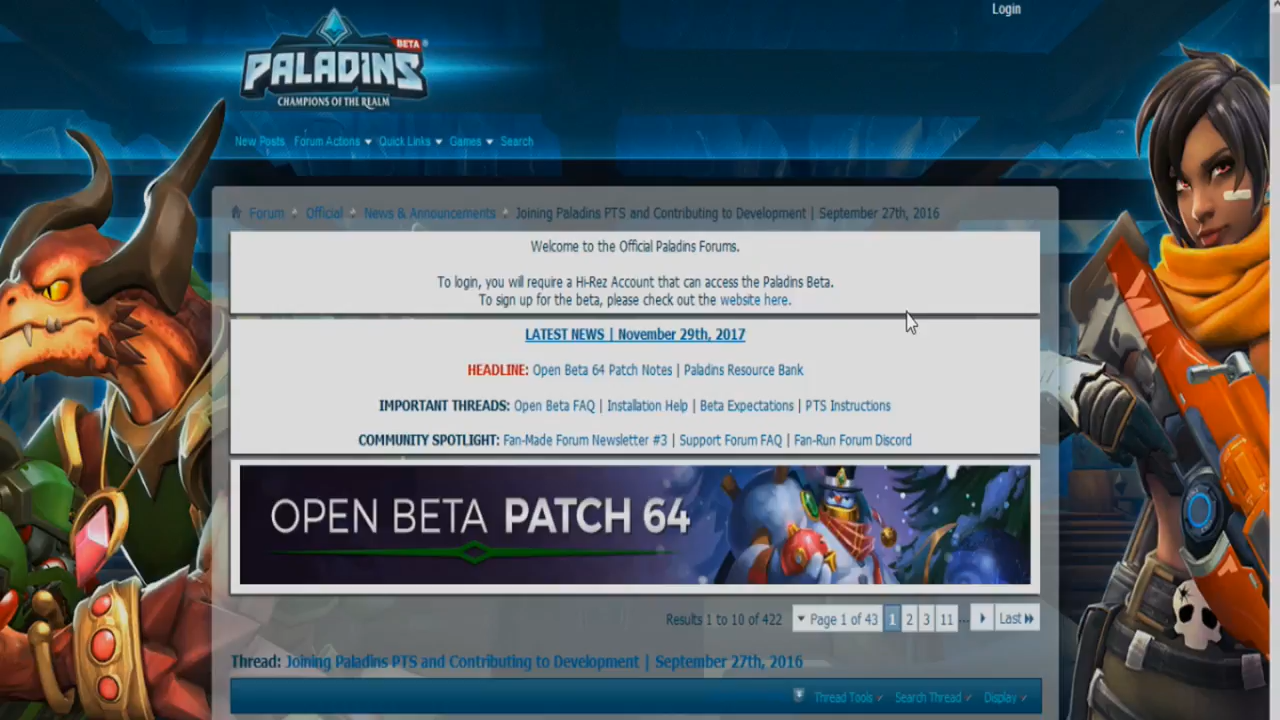 Login
PALADINS BETA
CHAMPIONS OF THE REALM
New Posts Forum Actions Quick Links Games Search
Forum Official News & Announcements Joining Paladins PTS and Contributing to Development | September 27th, 2016
Welcome to the Official Paladins Forums.
To login, you will require a Hi-Rez Account that can access the Paladins Beta.
To sign up for the beta, please check out the website here.
LATEST NEWS | November 29th, 2017
HEADLINE: Open Beta 64 Patch Notes | Paladins Resource Bank
IMPORTANT THREADS: Open Beta FAQ | Installation Help | Beta Expectations | PTS Instructions
COMMUNITY SPOTLIGHT: Fan-Made Forum Newsletter #3 | Support Forum FAQ | Fan-Run Forum Discord
OPEN BETA PATCH 64
Results 1 to 10 of 422 Page 1 of 43 1 2 3 11 ... Last
Thread: Joining Paladins PTS and Contributing to Development | September 27th, 2016
Thread Tools Search Thread Display